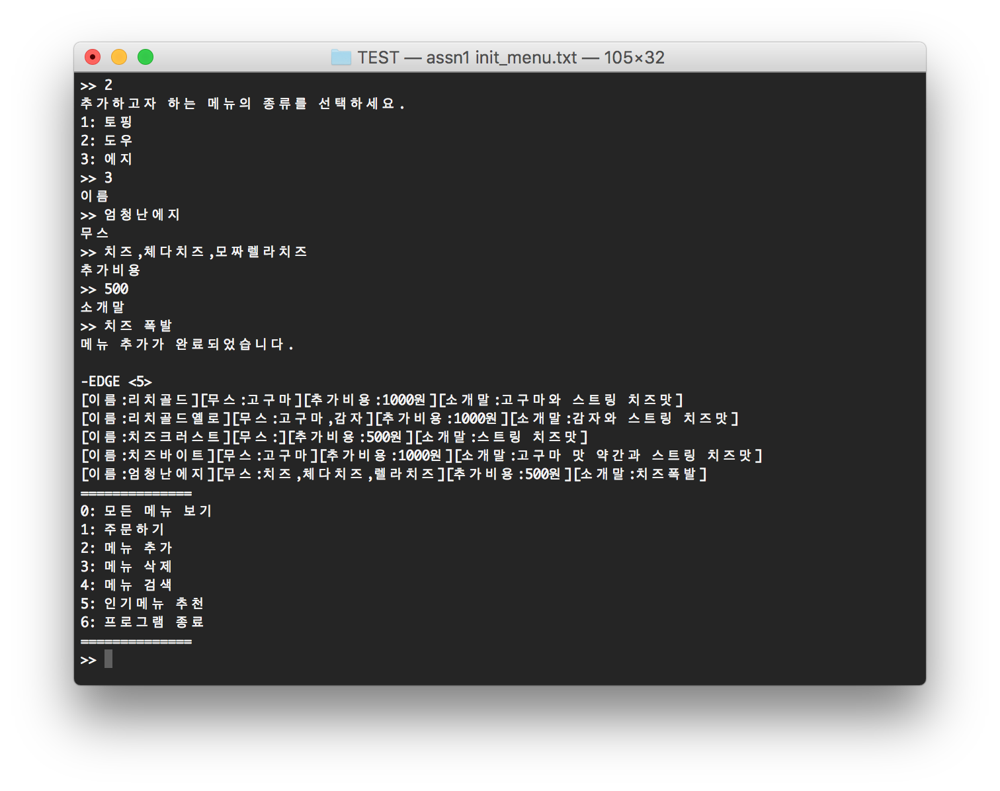 TEST — assn1 init_menu.txt — 105×32
>> 2
추가하고자 하는 메뉴의 종류를 선택하세요.
1: 토핑
2: 도우
3: 에지
>> 3
이름
>> 엄청난에지
무스
>> 치즈,체다치즈,모짜렐라치즈
추가비용
>> 500
소개말
>> 치즈 폭발
메뉴 추가가 완료되었습니다.
-EDGE <5>
[이름:리치골드][무스:고구마][추가비용:1000원][소개말:고구마와 스트링 치즈맛]
[이름:리치골드옐로][무스:고구마,감자][추가비용:1000원][소개말:감자와 스트링 치즈맛]
[이름:치즈크러스트][무스:][추가비용:500원][소개말:스트링 치즈맛]
[이름:치즈바이트][무스:고구마][추가비용:1000원][소개말:고구마 맛 약간과 스트링 치즈맛]
[이름:엄청난에지][무스:치즈,체다치즈,렐라치즈][추가비용:500원][소개말:치즈폭발]
==============
0: 모든 메뉴 보기
1: 주문하기
2: 메뉴 추가
3: 메뉴 삭제
4: 메뉴 검색
5: 인기메뉴 추천
6: 프로그램 종료
==============
>>